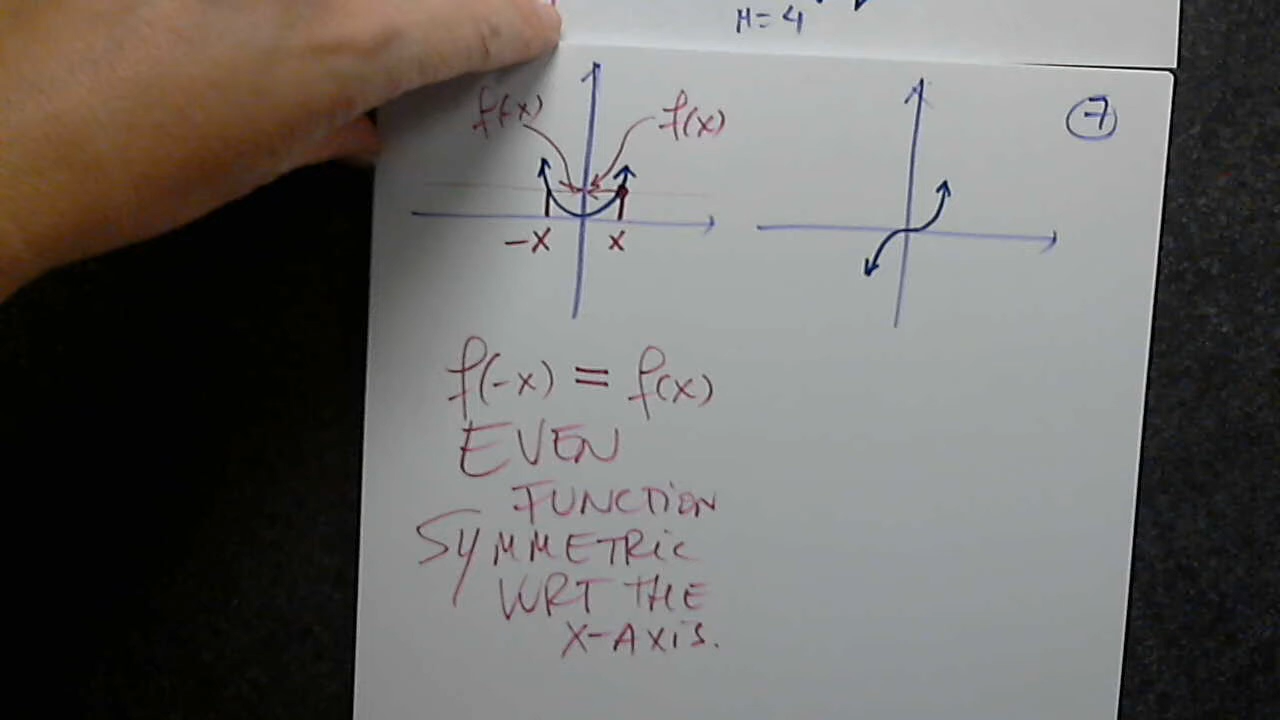 M=4
f(-x)
f(x)
7
-x
x
f(-x) = f(x)
EVEN
FUNCTION
SYMMETRIC
WRT THE
X-AXIS.